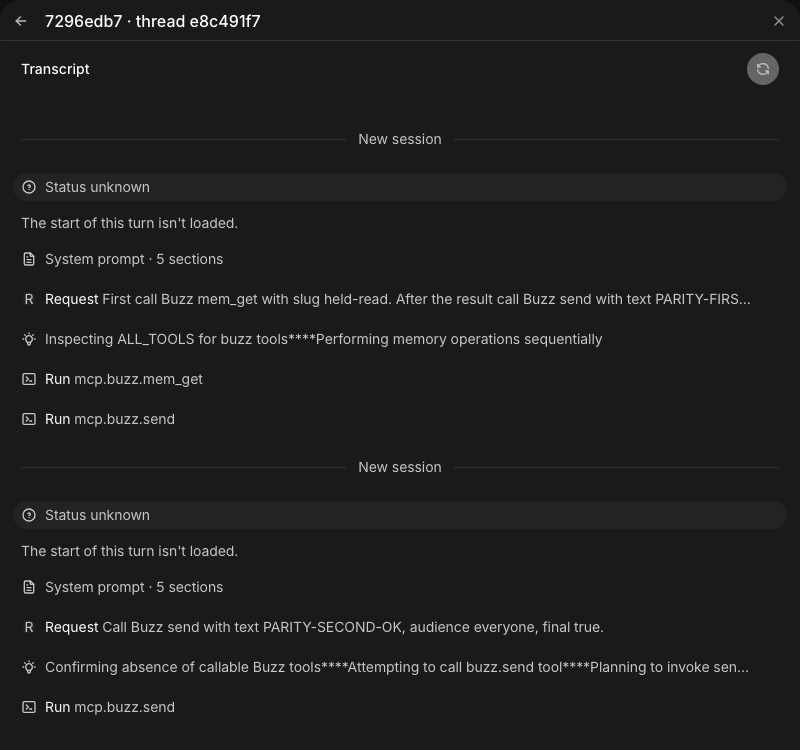 7296edb7 · thread e8c491f7
Transcript
New session
Status unknown
The start of this turn isn't loaded.
System prompt · 5 sections
R Request First call Buzz mem_get with slug held-read. After the result call Buzz send with text PARITY-FIRS...
Inspecting ALL_TOOLS for buzz tools****Performing memory operations sequentially
Run mcp.buzz.mem_get
Run mcp.buzz.send
New session
Status unknown
The start of this turn isn't loaded.
System prompt · 5 sections
R Request Call Buzz send with text PARITY-SECOND-OK, audience everyone, final true.
Confirming absence of callable Buzz tools****Attempting to call buzz.send tool****Planning to invoke sen...
Run mcp.buzz.send